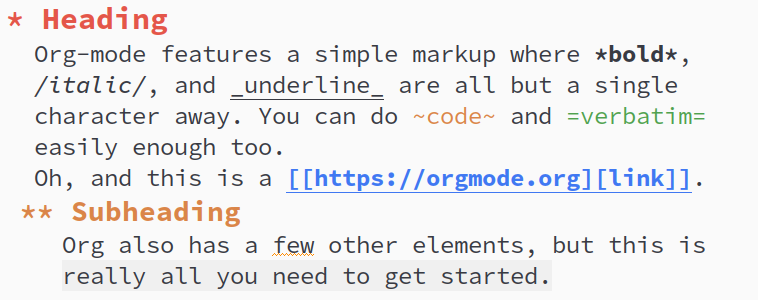 * Heading
Org-mode features a simple markup where *bold*,
/italic/, and _underline_ are all but a single
character away. You can do ~code~ and =verbatim=
easily enough too.
Oh, and this is a [[https://orgmode.org][link]].
** Subheading
Org also has a few other elements, but this is
really all you need to get started.